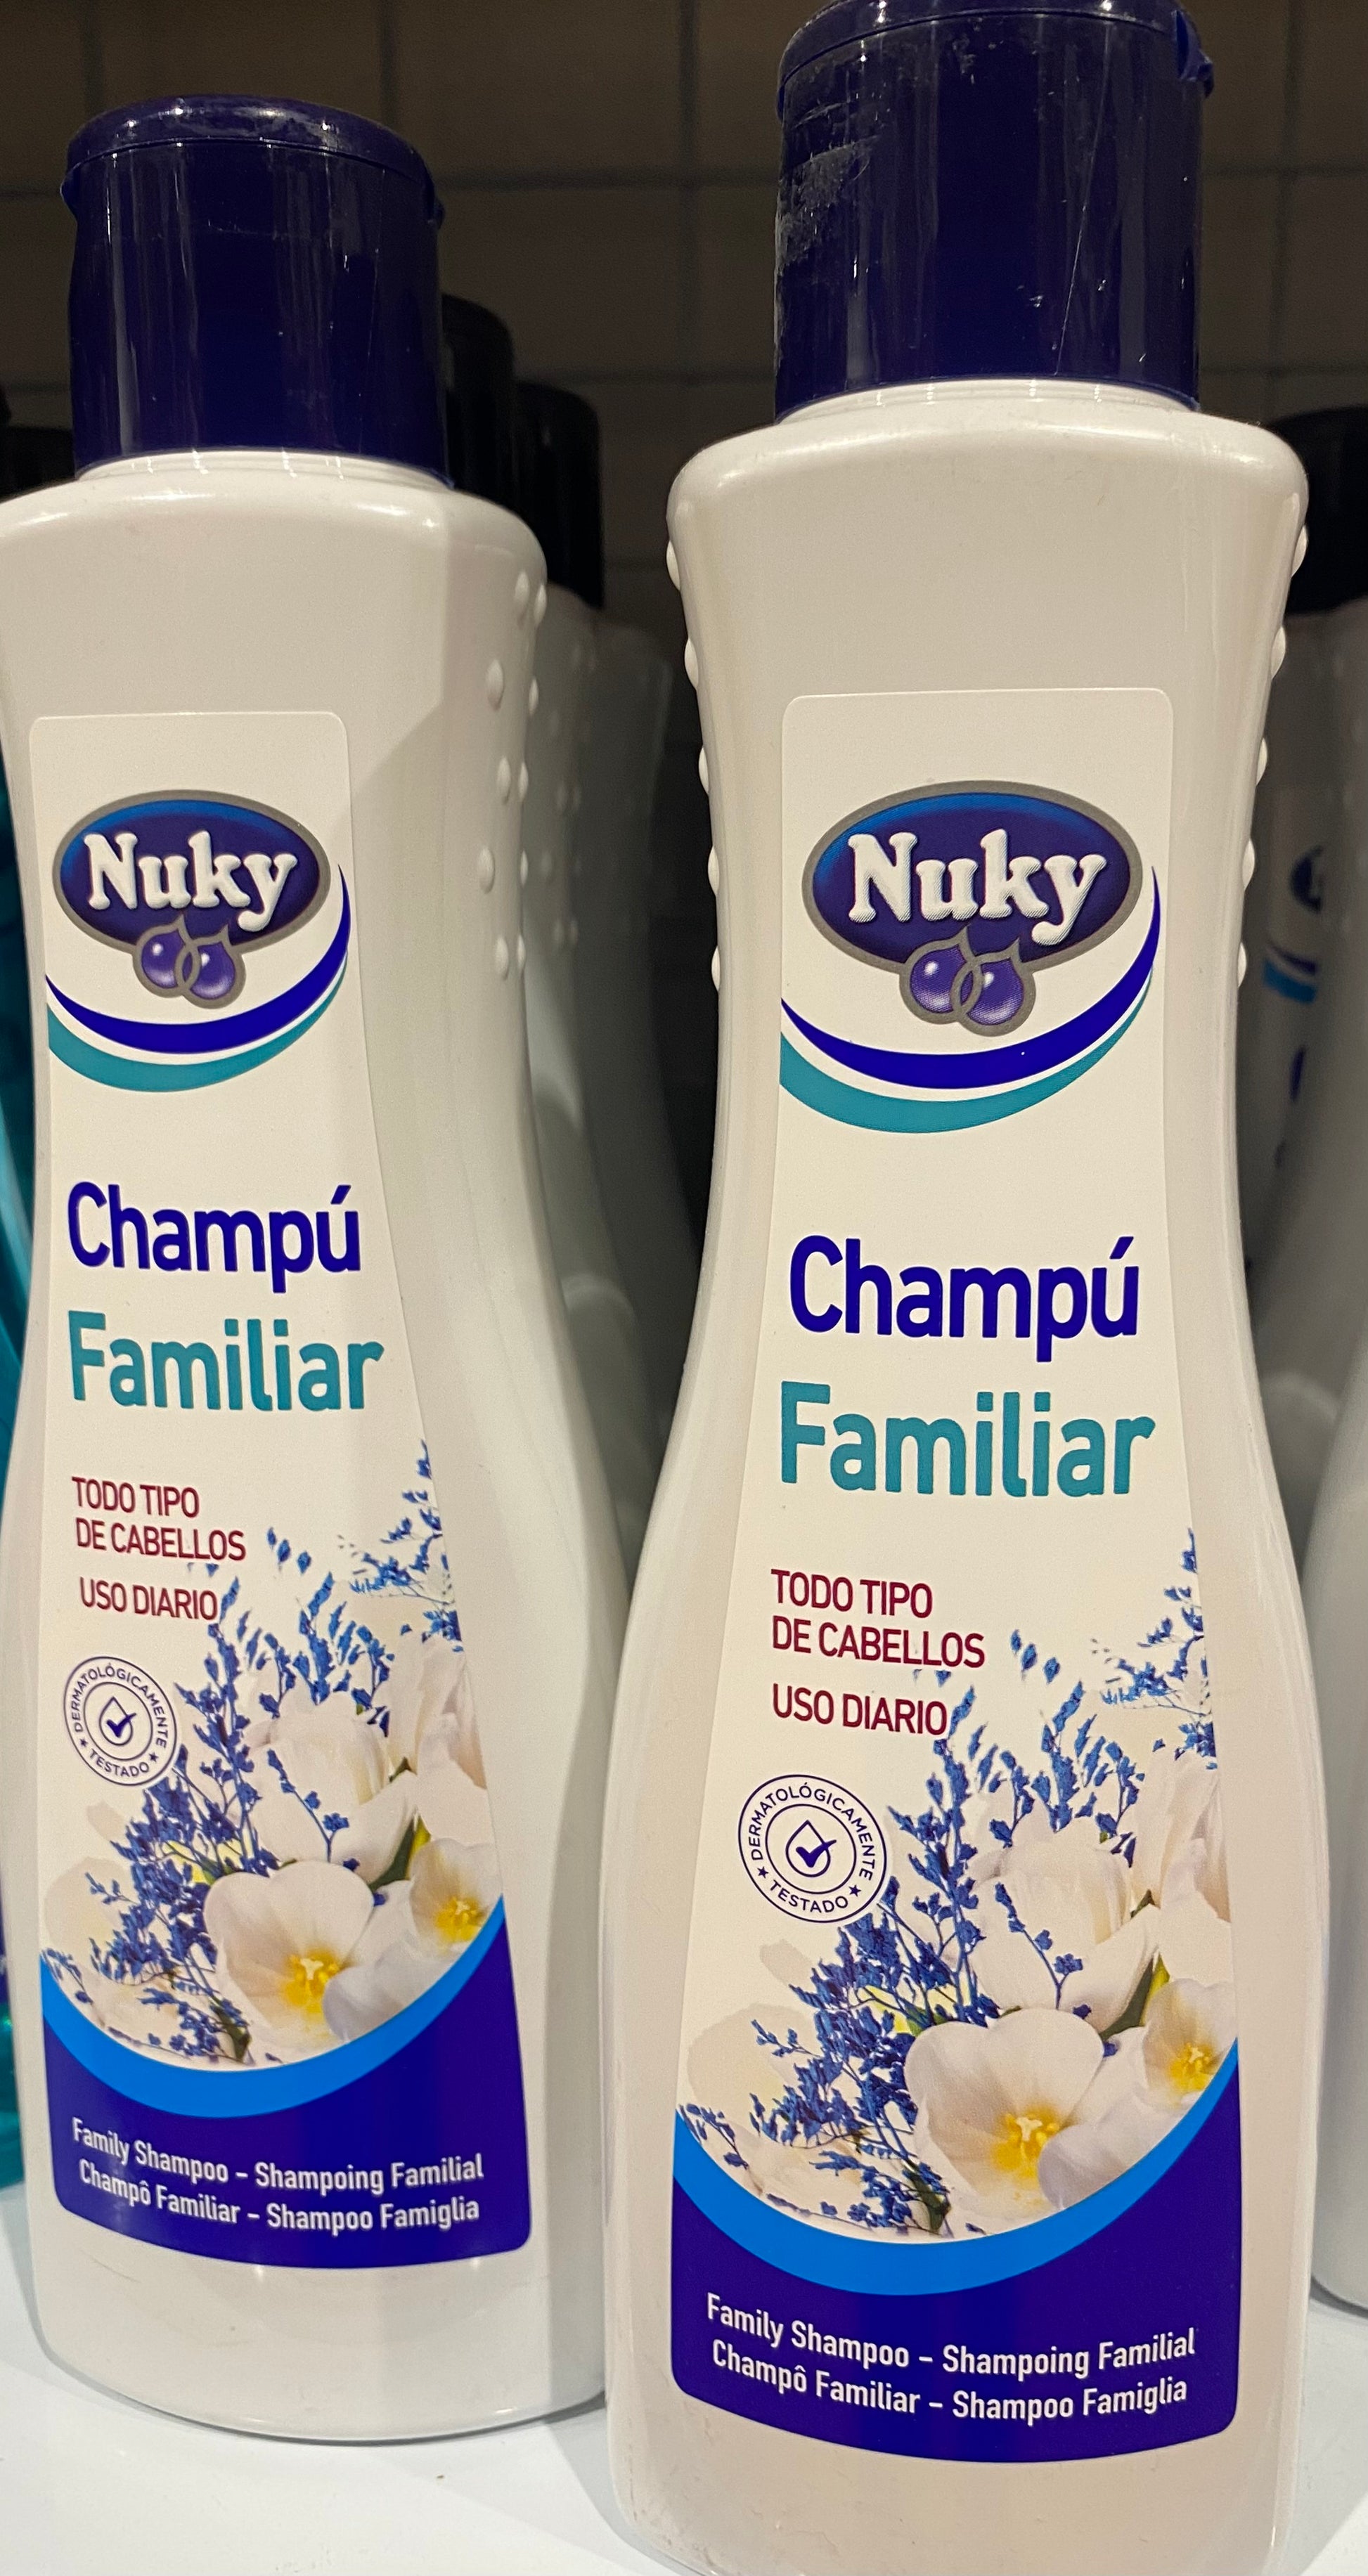 Nuky
Champú
Familiar
TODO TIPO
DE CABELLOS
USO DIARIO
DERMATOLÓGICAMENTE
TESTADO
Family Shampoo – Shampoing Familial
Champô Familiar – Shampoo Famiglia
Nuky
Champú
Familiar
TODO TIPO
DE CABELLOS
USO DIARIO
DERMATOLÓGICAMENTE
TESTADO
Family Shampoo – Shampoing Familial
Champô Familiar – Shampoo Famiglia